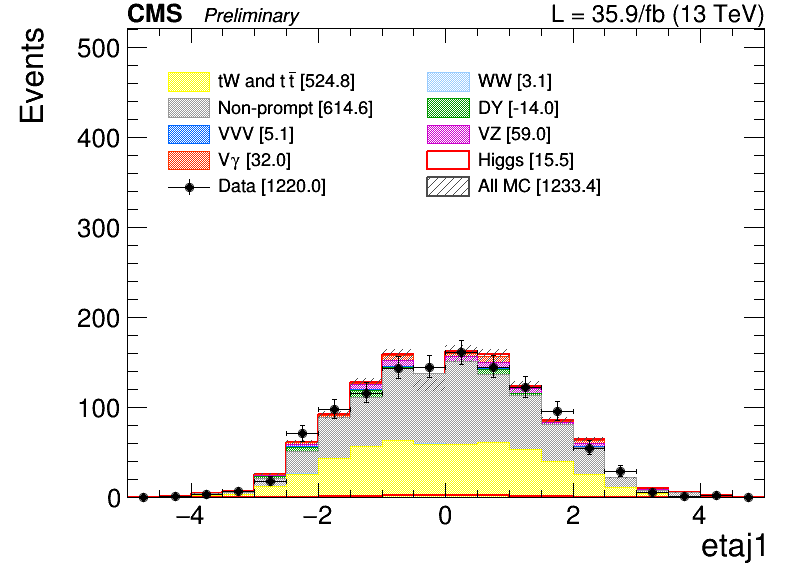 CMS Preliminary L = 35.9/fb (13 TeV)
Events
500
400
300
200
100
0
tW and tt̄ [524.8]
WW [3.1]
Non-prompt [614.6]
DY [-14.0]
VVV [5.1]
VZ [59.0]
Vγ [32.0]
Higgs [15.5]
Data [1220.0]
All MC [1233.4]
−4 −2 0 2 4
etaj1